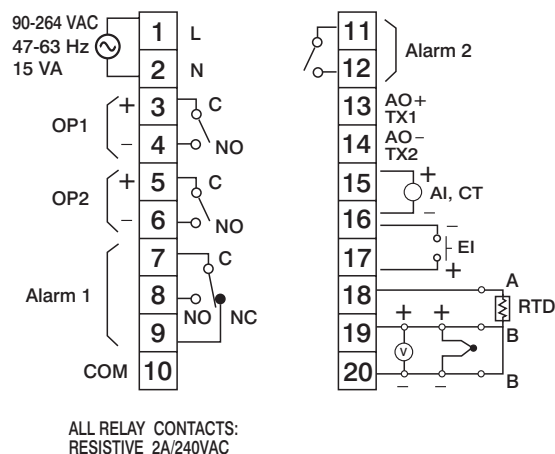 90-264 VAC
47-63 Hz
15 VA
1 L
2 N
OP1
+ 3 C
− 4 NO
OP2
+ 5 C
− 6 NO
Alarm 1
7 C
8 NO NC
9
COM 10
ALL RELAY CONTACTS:
RESISTIVE 2A/240VAC
11
12
Alarm 2
13 AO+
TX1
14 AO−
TX2
15 +
AI, CT
16 −
−
EI
17 +
18 A
RTD
19 + + B
V
20 − − B